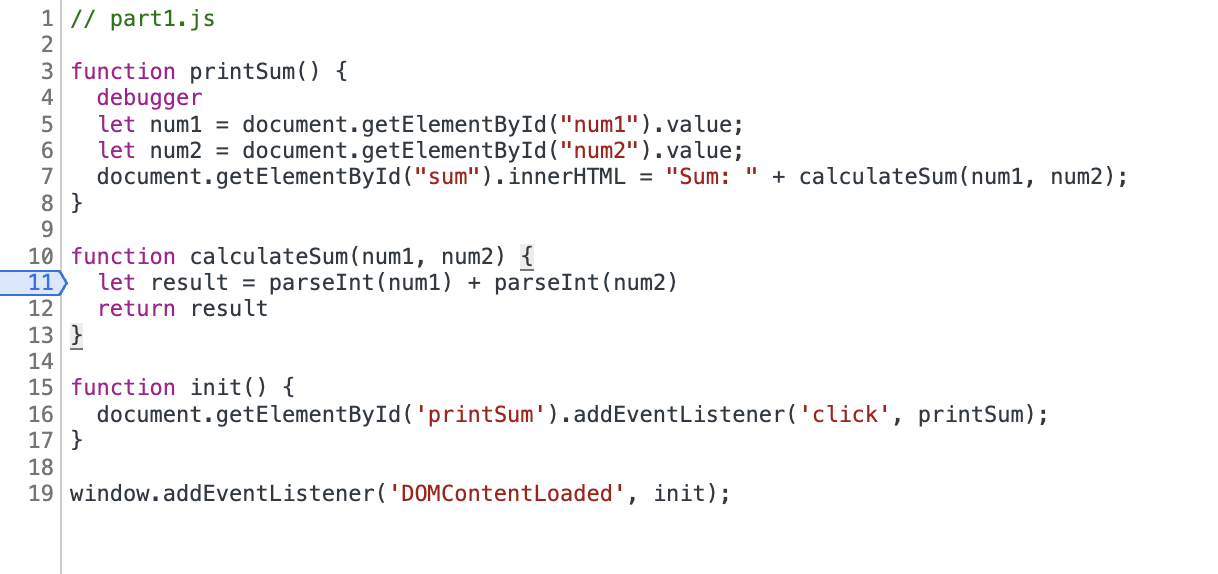 1 // part1.js
2
3 function printSum() {
4   debugger
5   let num1 = document.getElementById("num1").value;
6   let num2 = document.getElementById("num2").value;
7   document.getElementById("sum").innerHTML = "Sum: " + calculateSum(num1, num2);
8 }
9
10 function calculateSum(num1, num2) {
11   let result = parseInt(num1) + parseInt(num2)
12   return result
13 }
14
15 function init() {
16   document.getElementById('printSum').addEventListener('click', printSum);
17 }
18
19 window.addEventListener('DOMContentLoaded', init);